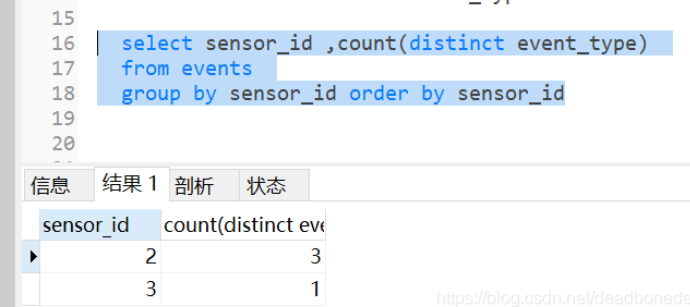 15
16 select sensor_id ,count(distinct event_type)
17 from events
18 group by sensor_id order by sensor_id
19
20
信息 结果 1 剖析 状态
sensor_id count(distinct eve
2 3
3 1
https://blog.csdn.net/deadbonede